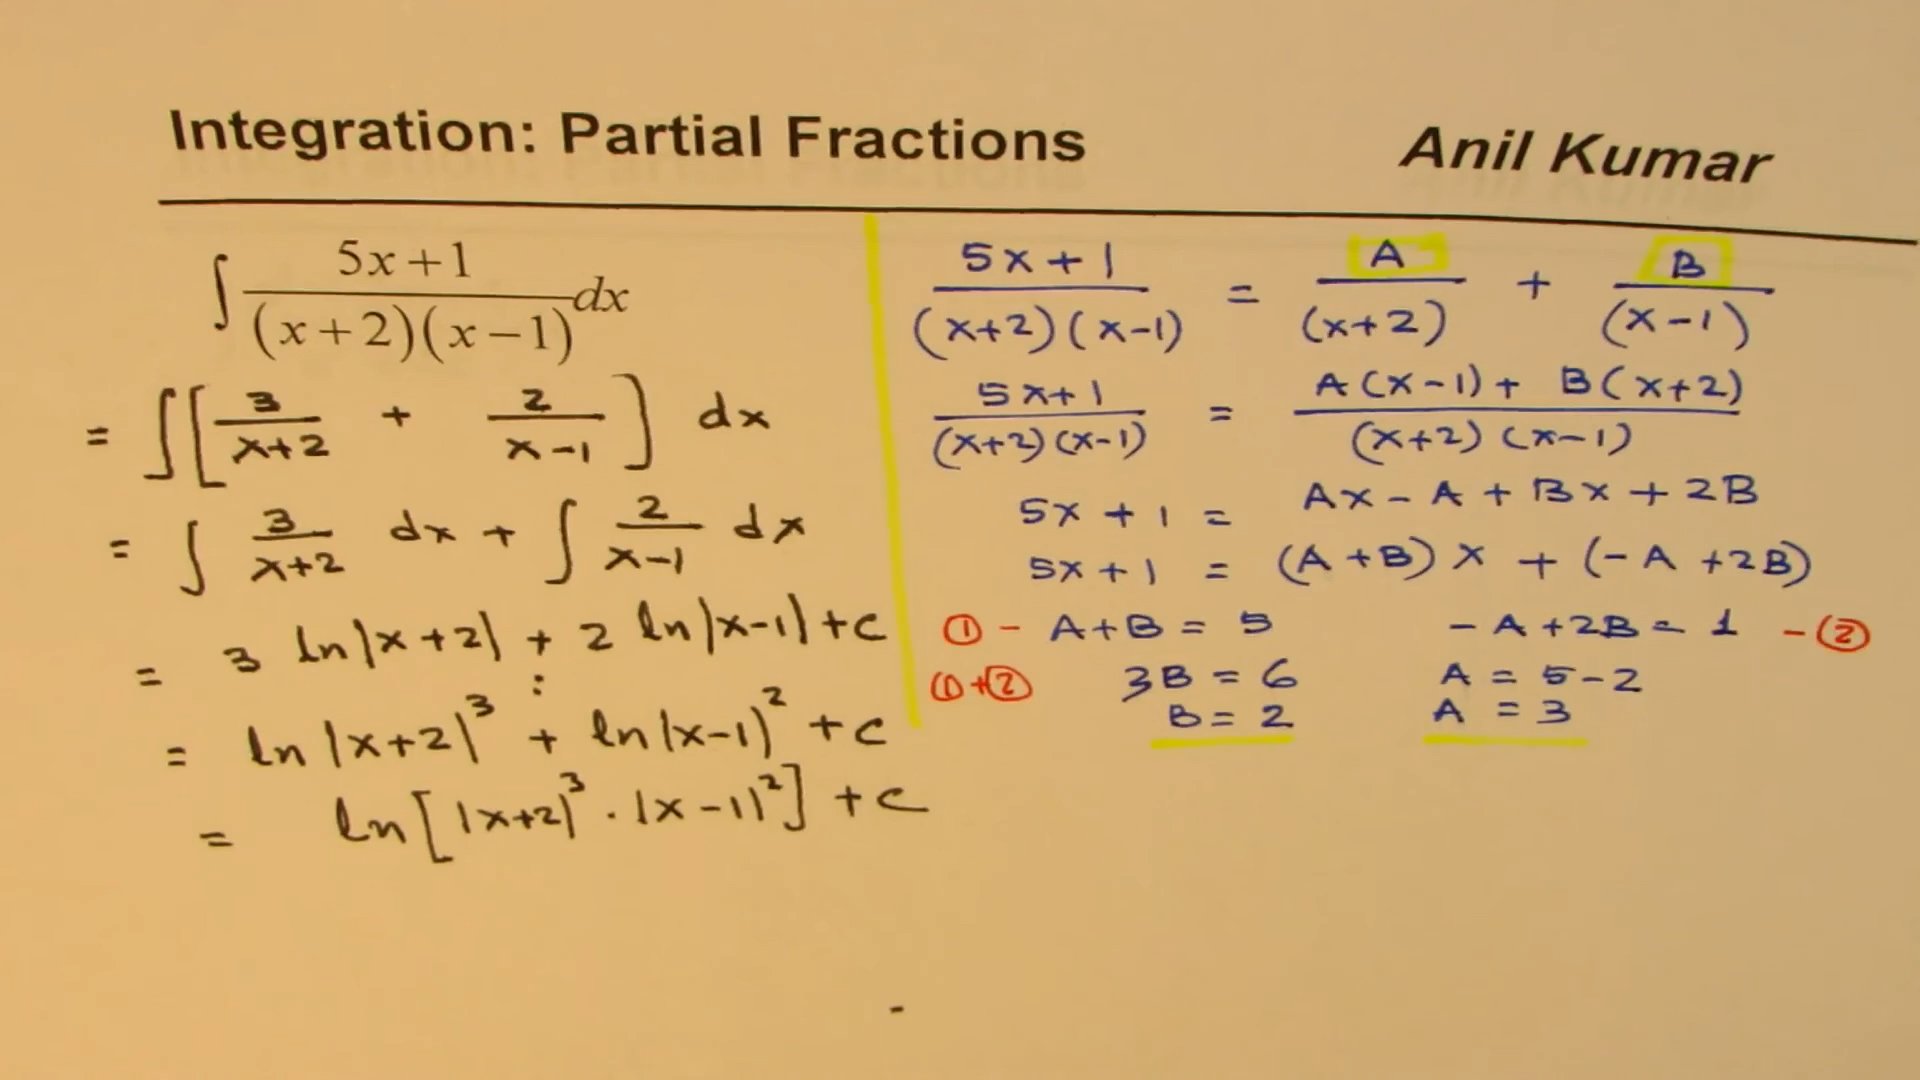 Integration: Partial Fractions Anil Kumar
∫ (5x+1)/((x+2)(x−1)) dx
= ∫[3/(x+2) + 2/(x−1)] dx
= ∫ 3/(x+2) dx + ∫ 2/(x−1) dx
= 3 ln|x+2| + 2 ln|x−1| + c
= ln|x+2|³ + ln|x−1|² + c
= ln[|x+2|³ · |x−1|²] + c
(5x+1)/((x+2)(x−1)) = A/(x+2) + B/(x−1)
(5x+1)/((x+2)(x−1)) = (A(x−1) + B(x+2))/((x+2)(x−1))
5x + 1 = Ax − A + Bx + 2B
5x + 1 = (A+B)x + (−A+2B)
① − A+B = 5 −A+2B = 1 − ②
①+② 3B = 6 A = 5−2
B = 2 A = 3